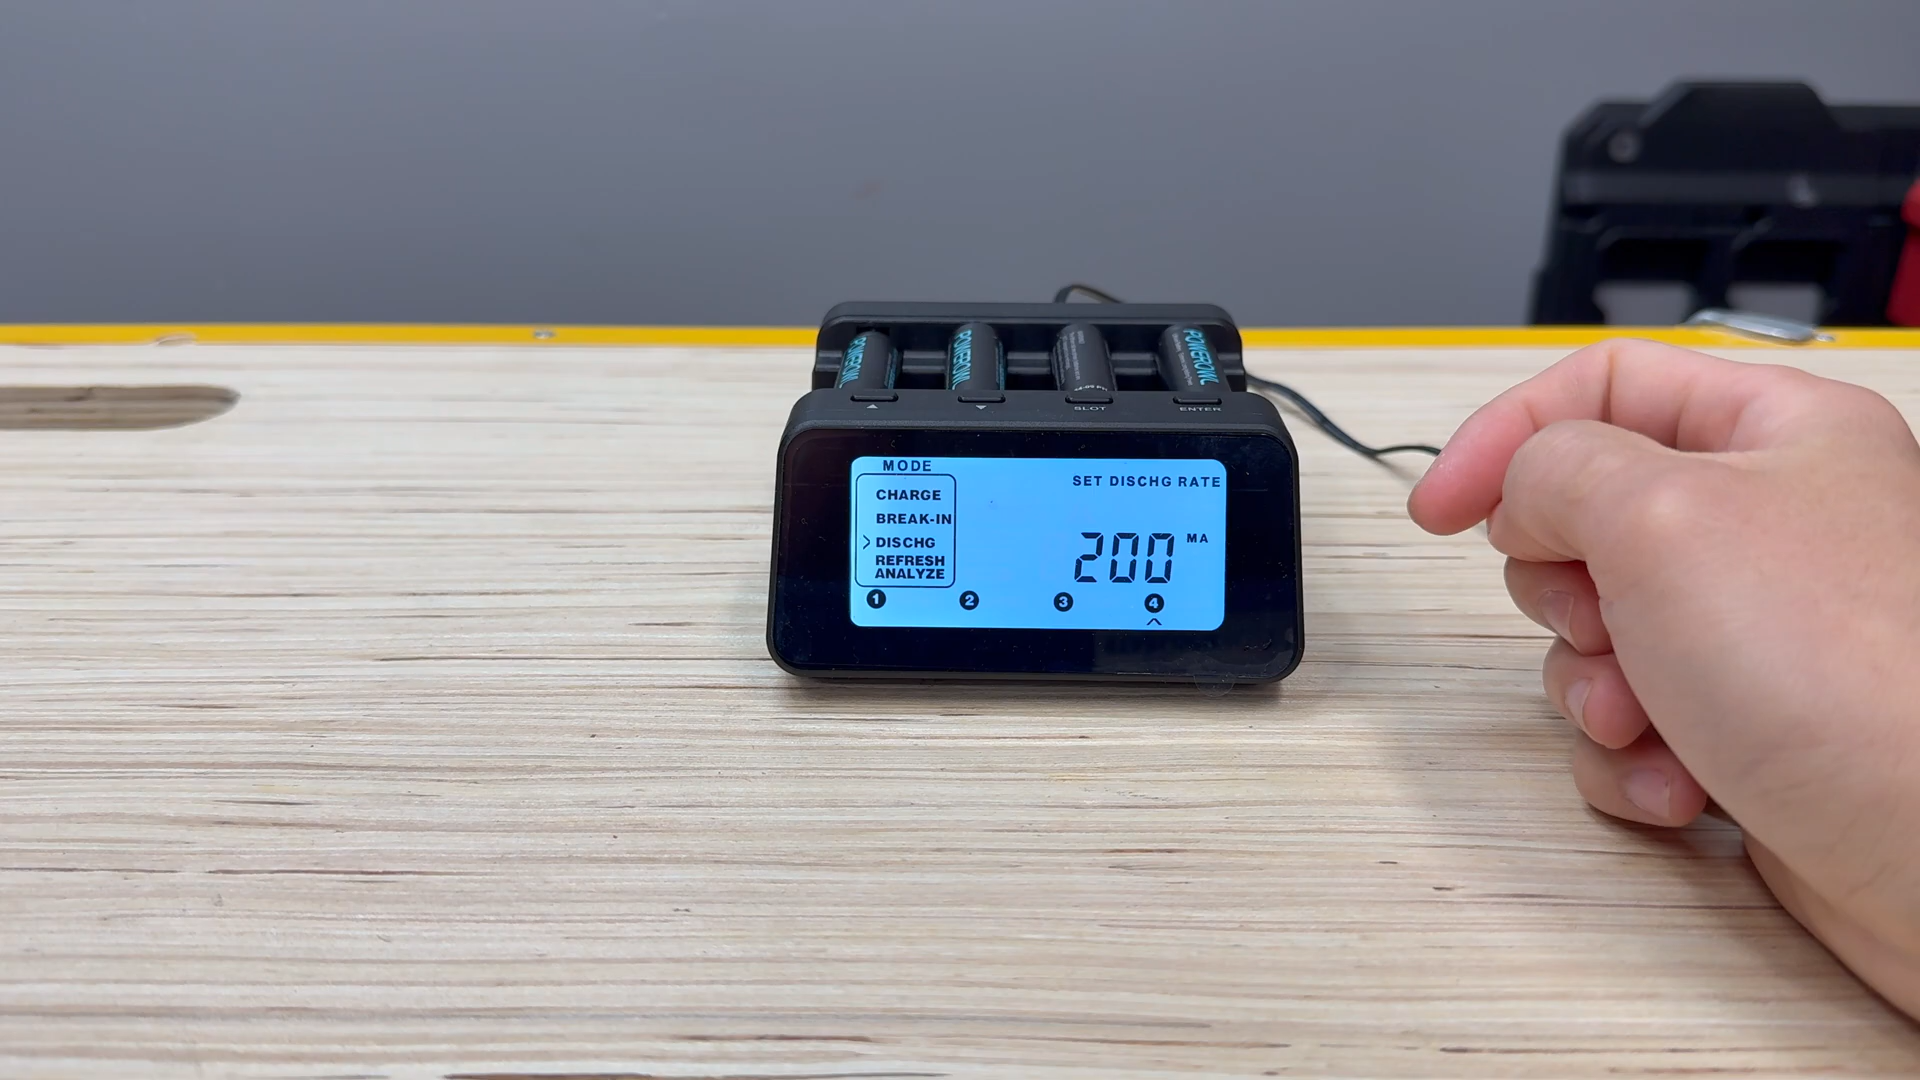 POWEROWL
POWEROWL
POWEROWL
SLOT
ENTER
MODE
SET DISCHG RATE
CHARGE
BREAK-IN
> DISCHG
REFRESH
ANALYZE
200 MA
1 2 3 4